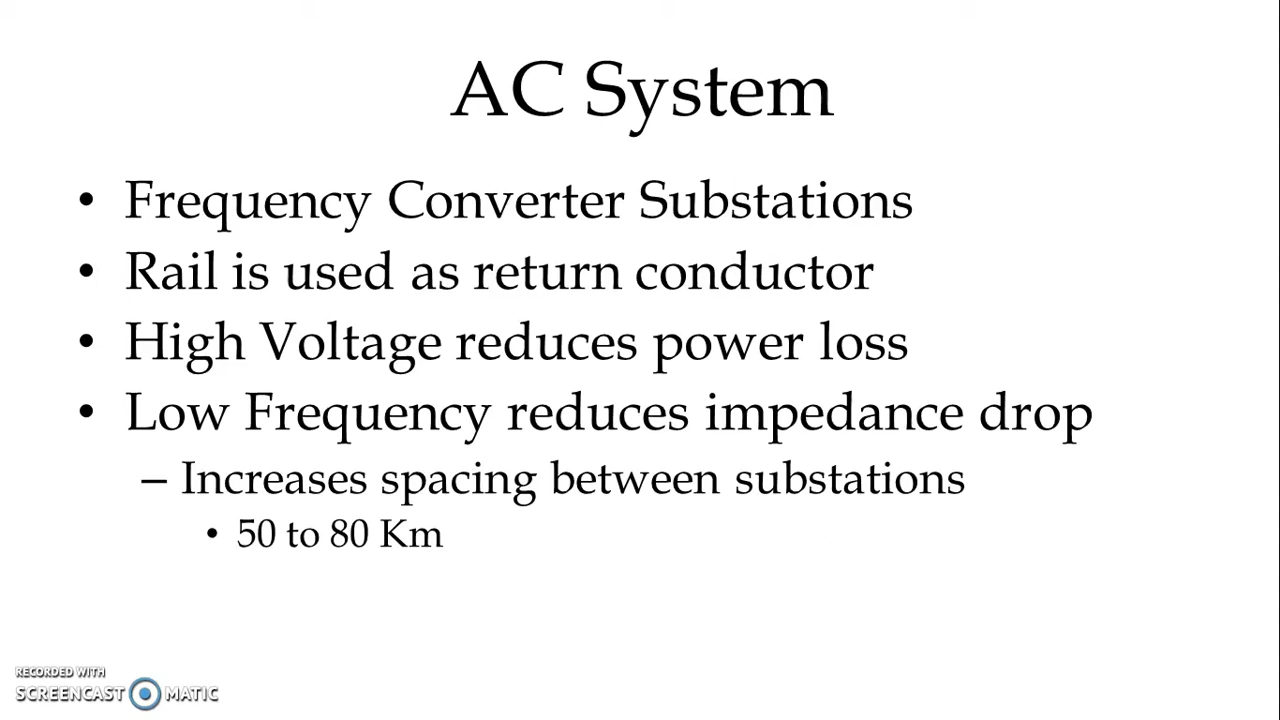 AC System
• Frequency Converter Substations
• Rail is used as return conductor
• High Voltage reduces power loss
• Low Frequency reduces impedance drop
– Increases spacing between substations
• 50 to 80 Km
RECORDED WITH
SCREENCAST MATIC